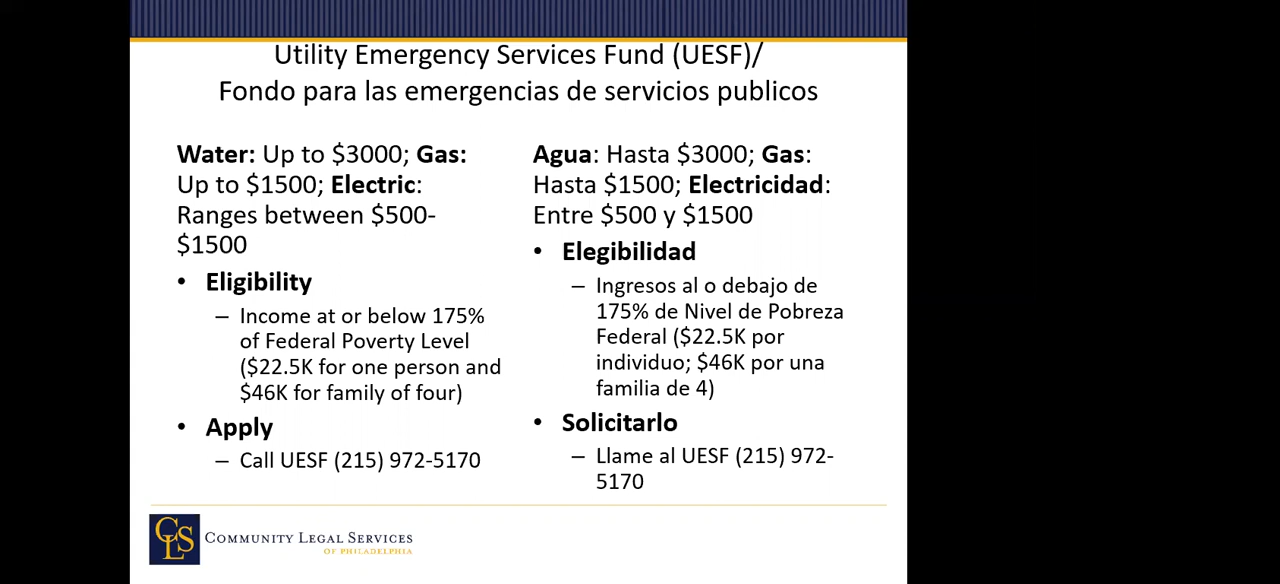 Utility Emergency Services Fund (UESF)/
Fondo para las emergencias de servicios publicos
Water: Up to $3000; Gas:
Up to $1500; Electric:
Ranges between $500-
$1500
• Eligibility
– Income at or below 175%
of Federal Poverty Level
($22.5K for one person and
$46K for family of four)
• Apply
– Call UESF (215) 972-5170
Agua: Hasta $3000; Gas:
Hasta $1500; Electricidad:
Entre $500 y $1500
• Elegibilidad
– Ingresos al o debajo de
175% de Nivel de Pobreza
Federal ($22.5K por
individuo; $46K por una
familia de 4)
• Solicitarlo
– Llame al UESF (215) 972-
5170
CLS
COMMUNITY LEGAL SERVICES
OF PHILADELPHIA